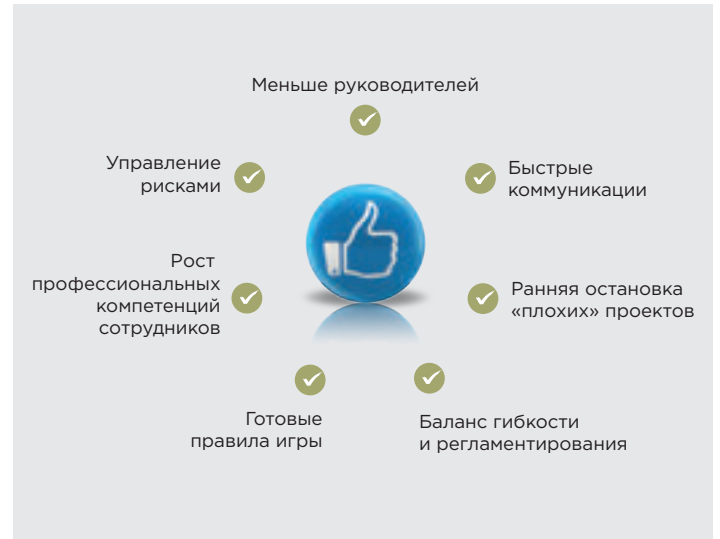 Меньше руководителей
Управление
рисками
Быстрые
коммуникации
Рост
профессиональных
компетенций
сотрудников
Ранняя остановка
«плохих» проектов
Готовые
правила игры
Баланс гибкости
и регламентирования